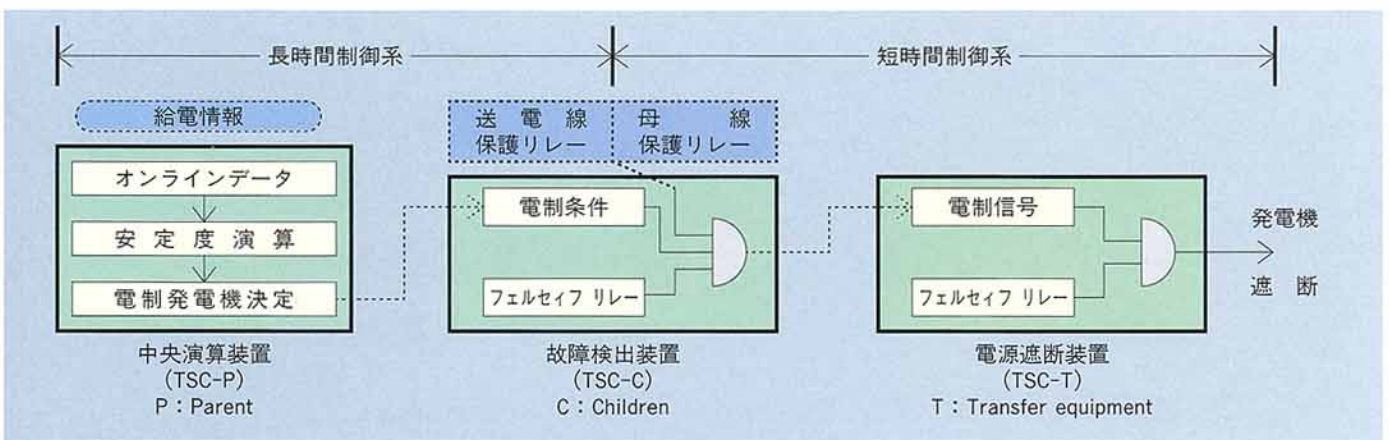 長時間制御系
短時間制御系
給電情報
オンラインデータ
安定度演算
電制発電機決定
中央演算装置
(TSC-P)
P：Parent
送電線
保護リレー
母線
保護リレー
電制条件
フェルセィフ リレー
故障検出装置
(TSC-C)
C：Children
電制信号
フェルセィフ リレー
電源遮断装置
(TSC-T)
T：Transfer equipment
発電機
遮断